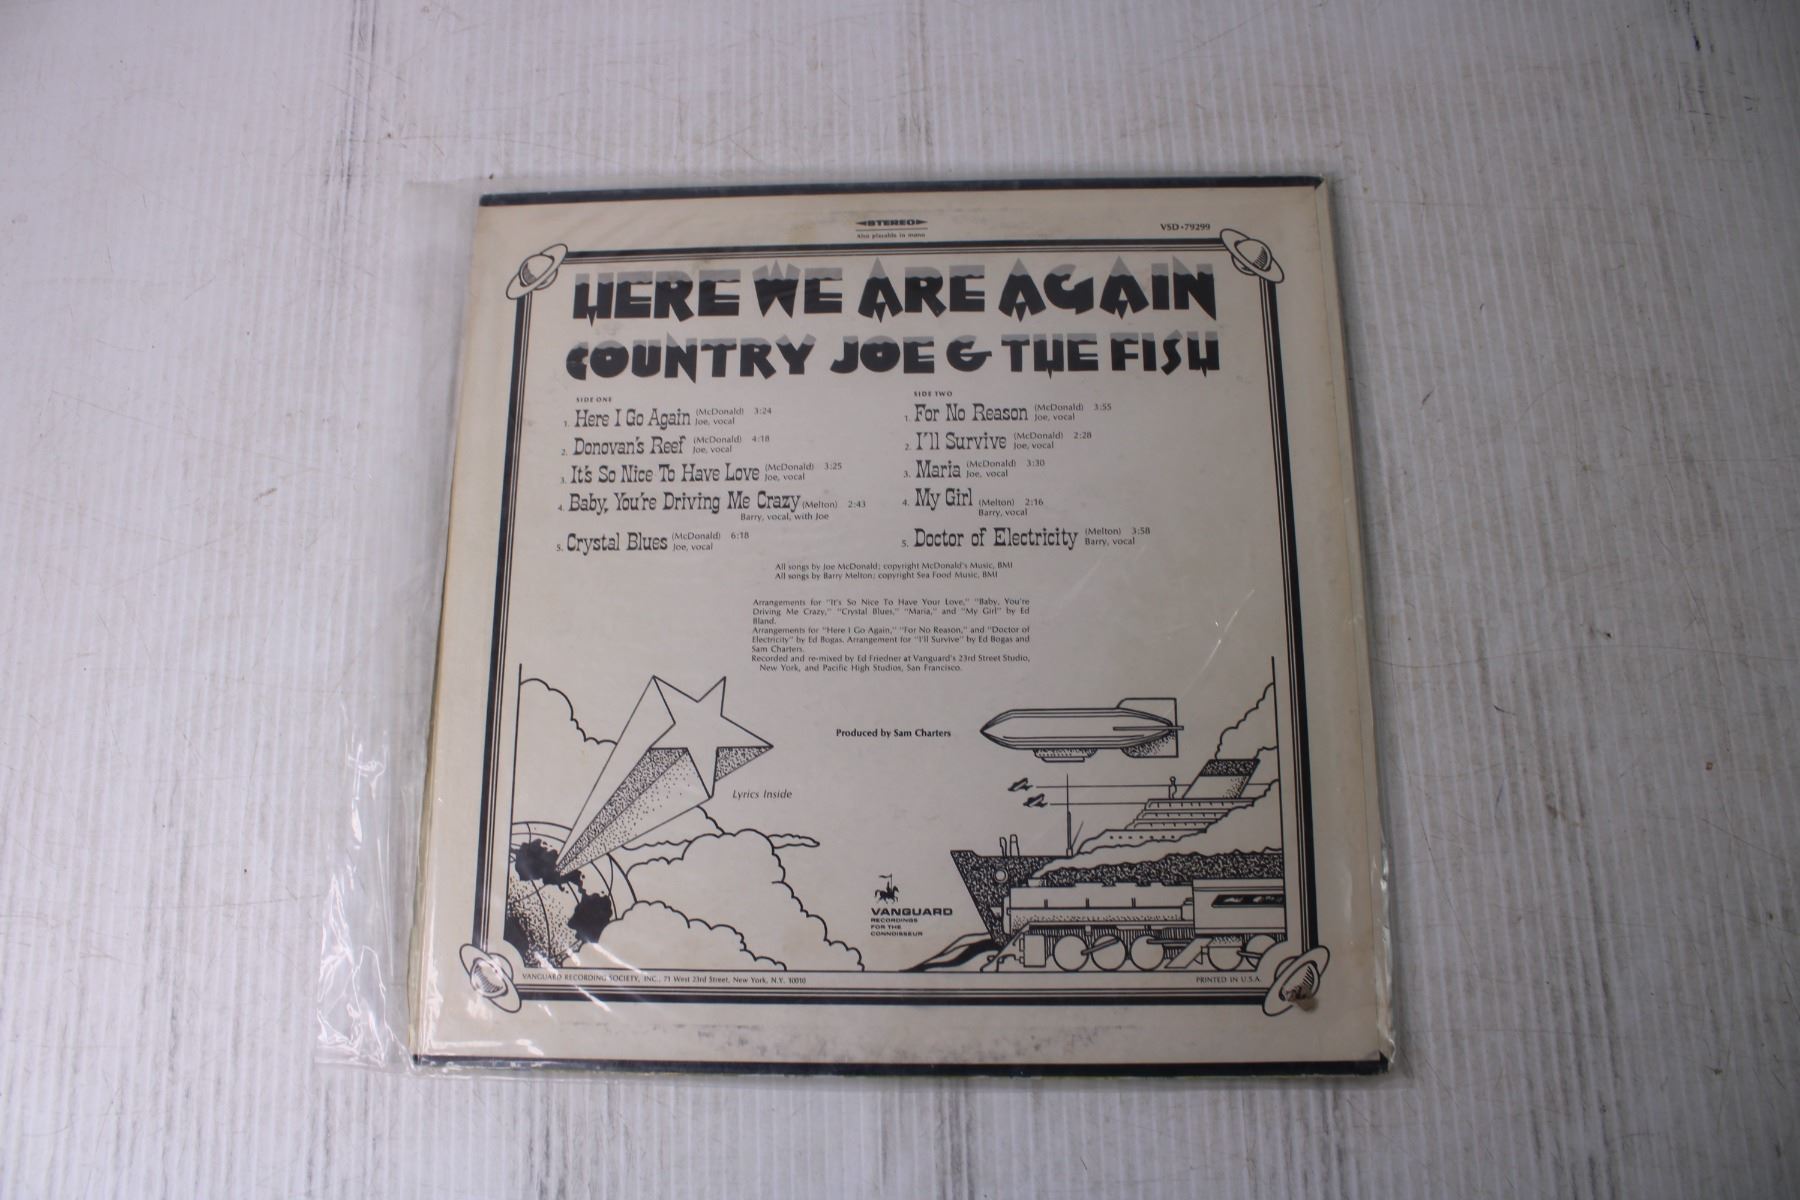 STEREO
Also playable in mono
VSD•79299
HERE WE ARE AGAIN
COUNTRY JOE & THE FISH
SIDE ONE
1. Here I Go Again (McDonald) 3:24
Joe, vocal
2. Donovan's Reef (McDonald) 4:18
Joe, vocal
3. It's So Nice To Have Love (McDonald) 3:25
Joe, vocal
4. Baby, You're Driving Me Crazy (Melton) 2:43
Barry, vocal, with Joe
5. Crystal Blues (McDonald) 6:18
Joe, vocal
SIDE TWO
1. For No Reason (McDonald) 3:55
Joe, vocal
2. I'll Survive (McDonald) 2:28
Joe, vocal
3. Maria (McDonald) 3:30
Joe, vocal
4. My Girl (Melton) 2:16
Barry, vocal
5. Doctor of Electricity (Melton) 3:58
Barry, vocal
All songs by Joe McDonald; copyright McDonald's Music, BMI
All songs by Barry Melton; copyright Sea Food Music, BMI
Arrangements for "It's So Nice To Have Your Love," "Baby, You're
Driving Me Crazy," "Crystal Blues," "Maria," and "My Girl" by Ed
Bland.
Arrangements for "Here I Go Again," "For No Reason," and "Doctor of
Electricity" by Ed Bogas. Arrangement for "I'll Survive" by Ed Bogas and
Sam Charters.
Recorded and re-mixed by Ed Friedner at Vanguard's 23rd Street Studio,
New York, and Pacific High Studios, San Francisco.
Produced by Sam Charters
Lyrics Inside
VANGUARD
RECORDINGS
FOR THE
CONNOISSEUR
VANGUARD RECORDING SOCIETY, INC., 71 West 23rd Street, New York, N.Y. 10010
PRINTED IN U.S.A.